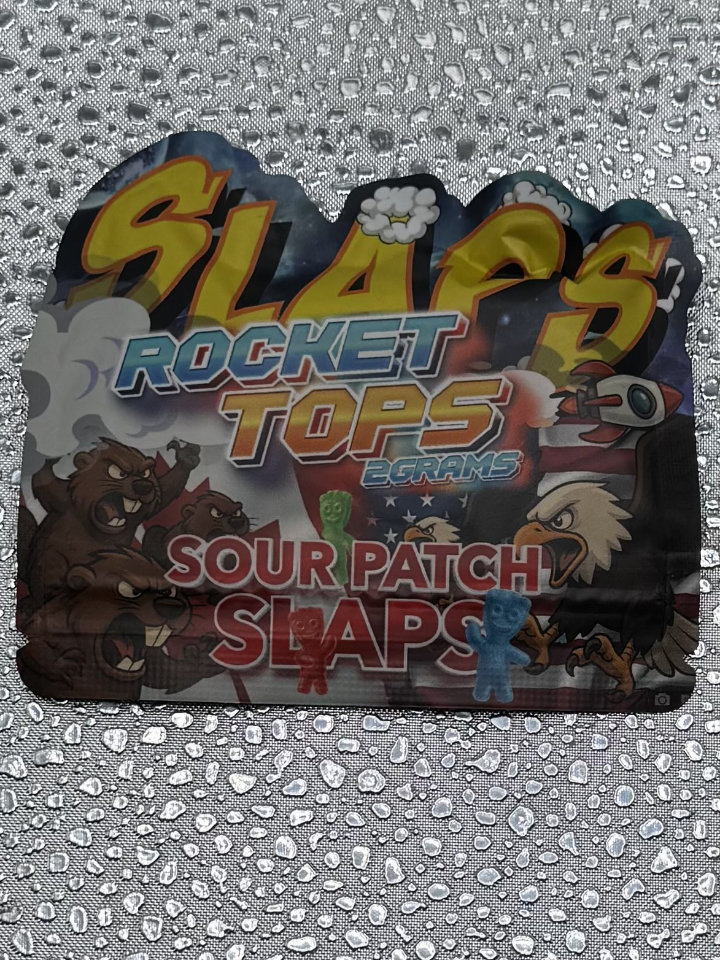 SLAPS
ROCKET
TOPS
2GRAMS
SOUR PATCH
SLAPS